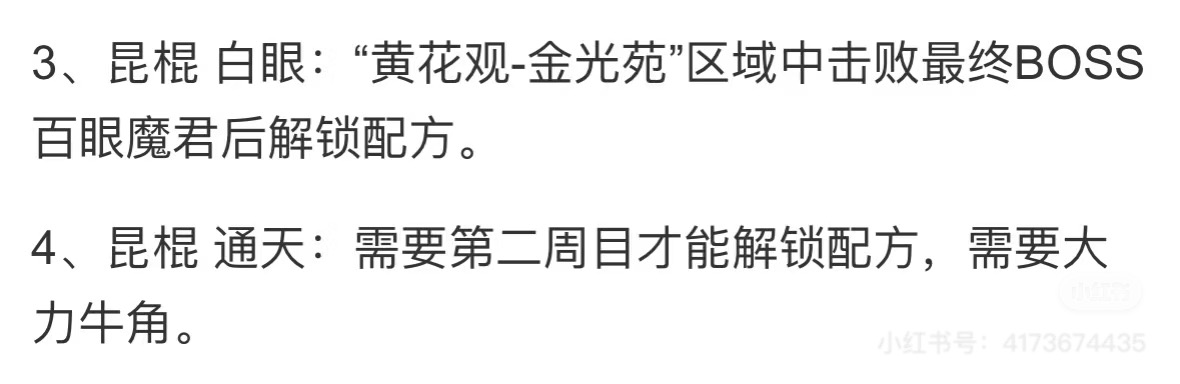 3、昆棍 白眼：“黄花观-金光苑”区域中击败最终BOSS
百眼魔君后解锁配方。
4、昆棍 通天：需要第二周目才能解锁配方，需要大
力牛角。
小红书
小红书号：4173674435